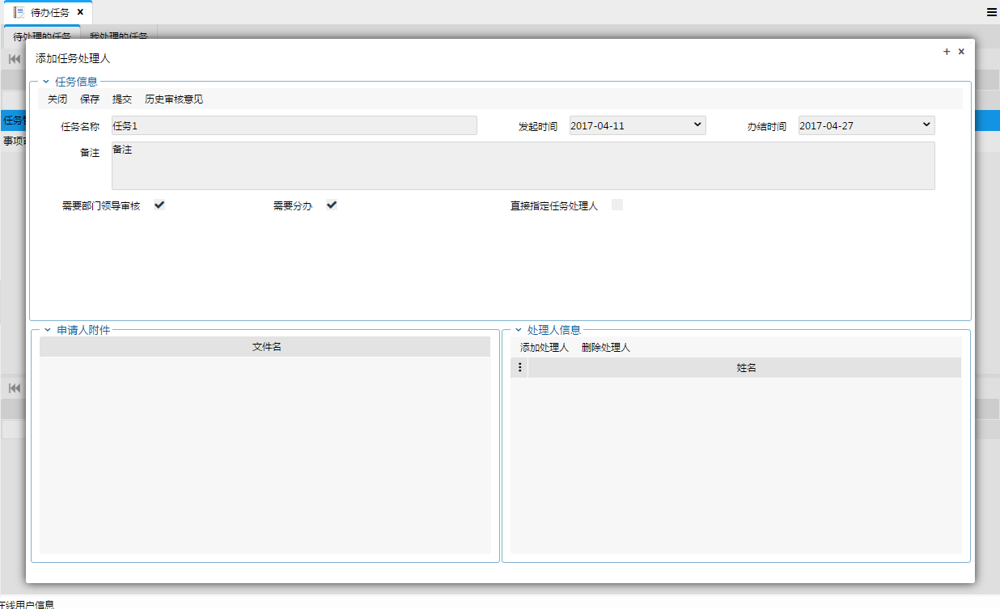 待办任务
待处理的任务 我处理的任务
添加任务处理人
任务信息
关闭 保存 提交 历史审核意见
任务名称 任务1 发起时间 2017-04-11 办结时间 2017-04-27
备注 备注
需要部门领导审核 需要分办 直接指定任务处理人
任务
事项
申请人附件 处理人信息
文件名
添加处理人 删除处理人
姓名
在线用户信息